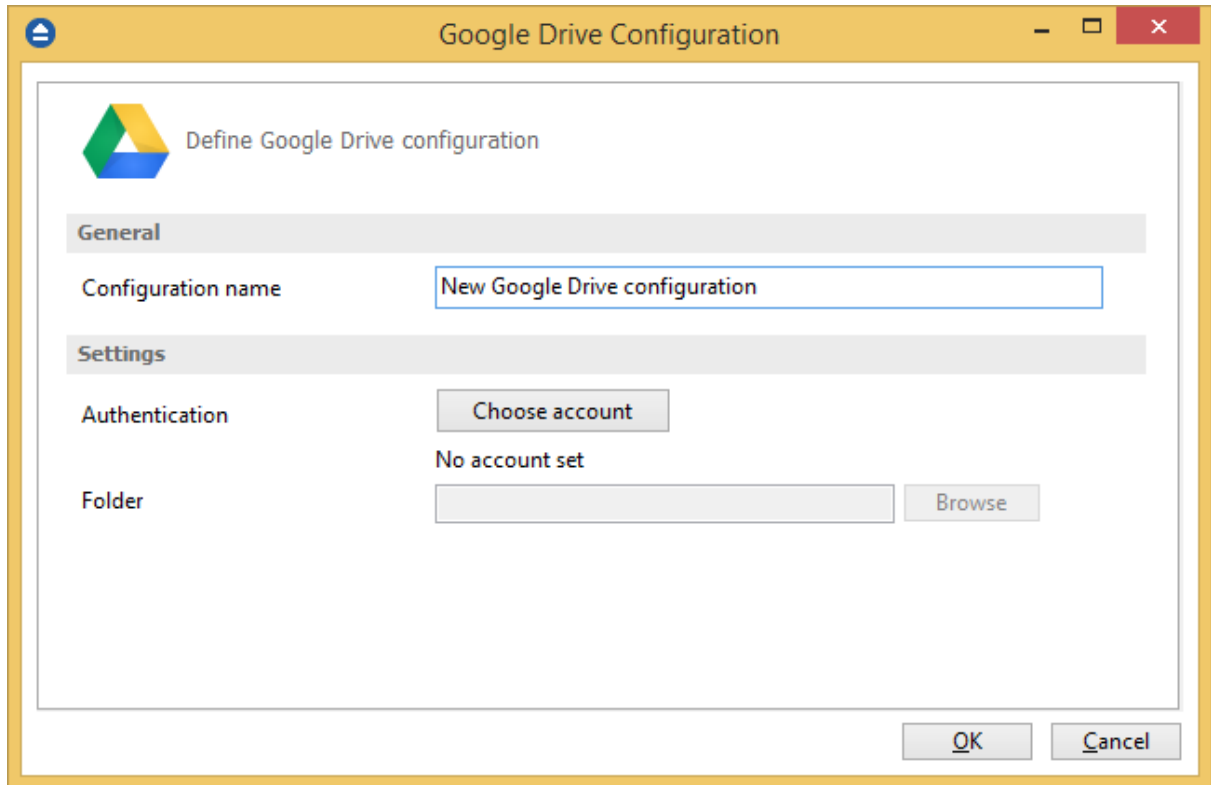 Google Drive Configuration
Define Google Drive configuration
General
Configuration name New Google Drive configuration
Settings
Authentication Choose account
No account set
Folder Browse
OK Cancel